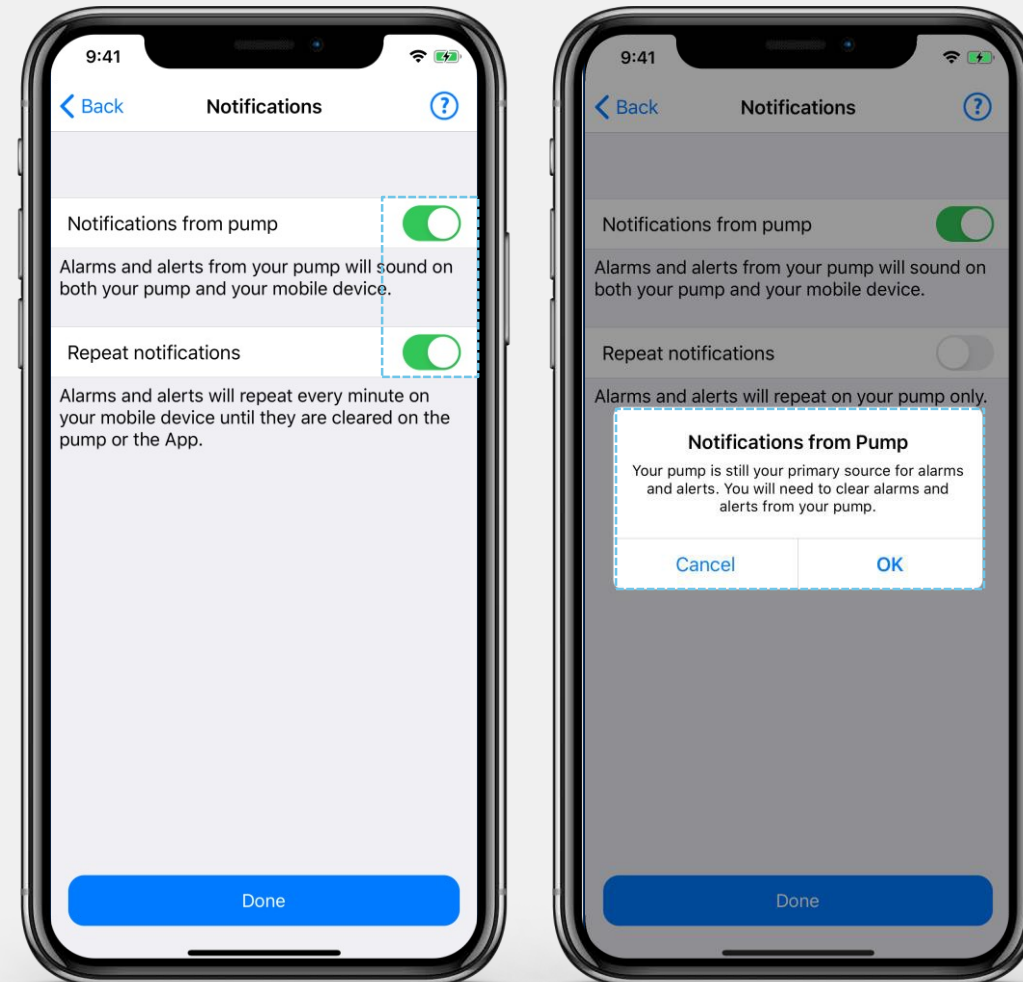 9:41
Back
Notifications
?
Notifications from pump
Alarms and alerts from your pump will sound on
both your pump and your mobile device.
Repeat notifications
Alarms and alerts will repeat every minute on
your mobile device until they are cleared on the
pump or the App.
Done
9:41
Back
Notifications
?
Notifications from pump
Alarms and alerts from your pump will sound on
both your pump and your mobile device.
Repeat notifications
Alarms and alerts will repeat on your pump only.
Notifications from Pump
Your pump is still your primary source for alarms
and alerts. You will need to clear alarms and
alerts from your pump.
Cancel
OK
Done